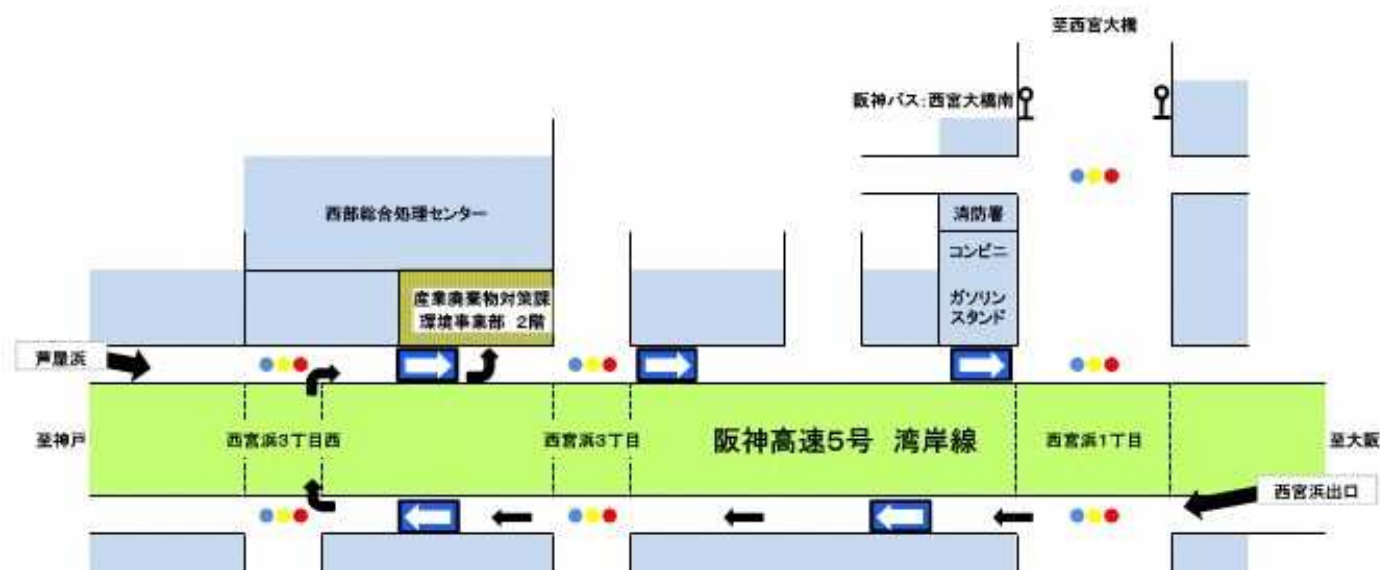 至西宮大橋
阪神バス:西宮大橋南
西部総合処理センター
消防署
コンビニ
産業廃棄物対策課
環境事業部 2階
ガソリン
スタンド
芦屋浜
至神戸
西宮浜3丁目西
西宮浜3丁目
阪神高速5号 湾岸線
西宮浜1丁目
至大阪
西宮浜出口